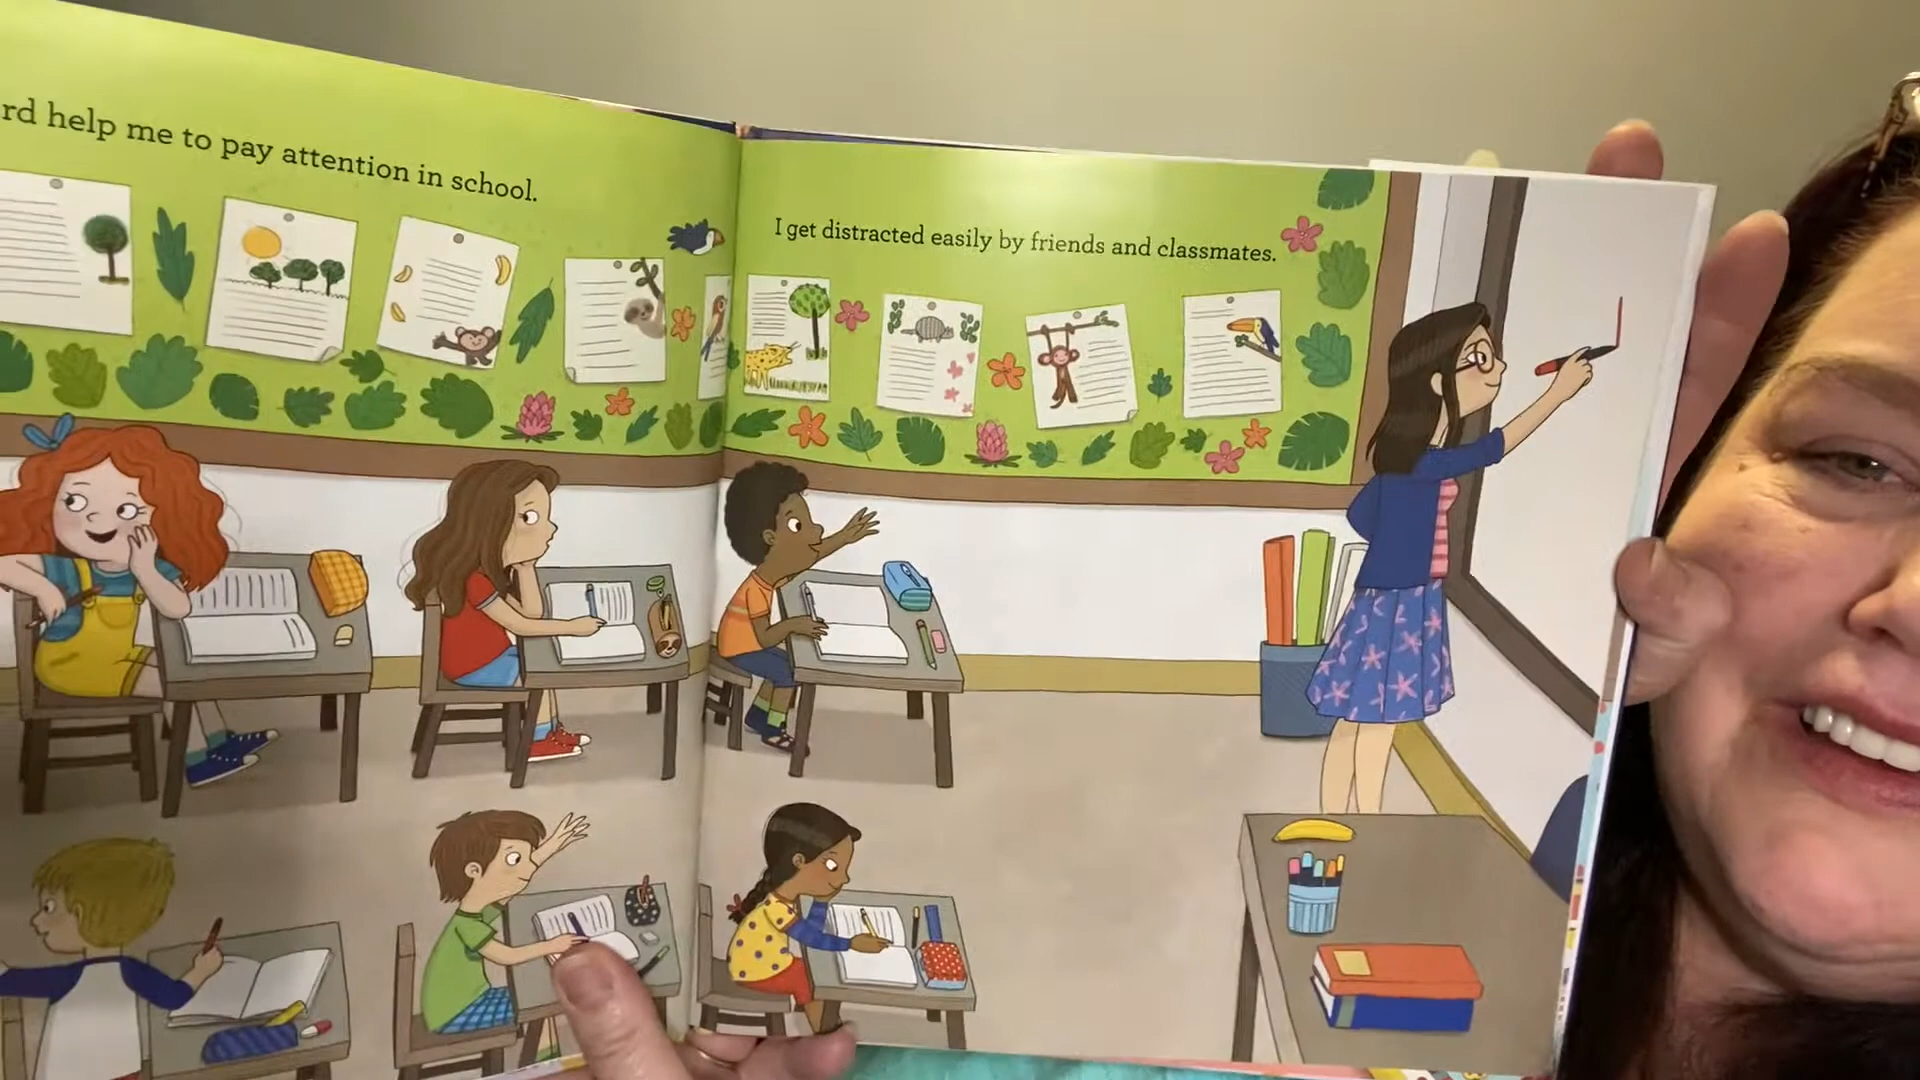 rd help me to pay attention in school.
I get distracted easily by friends and classmates.